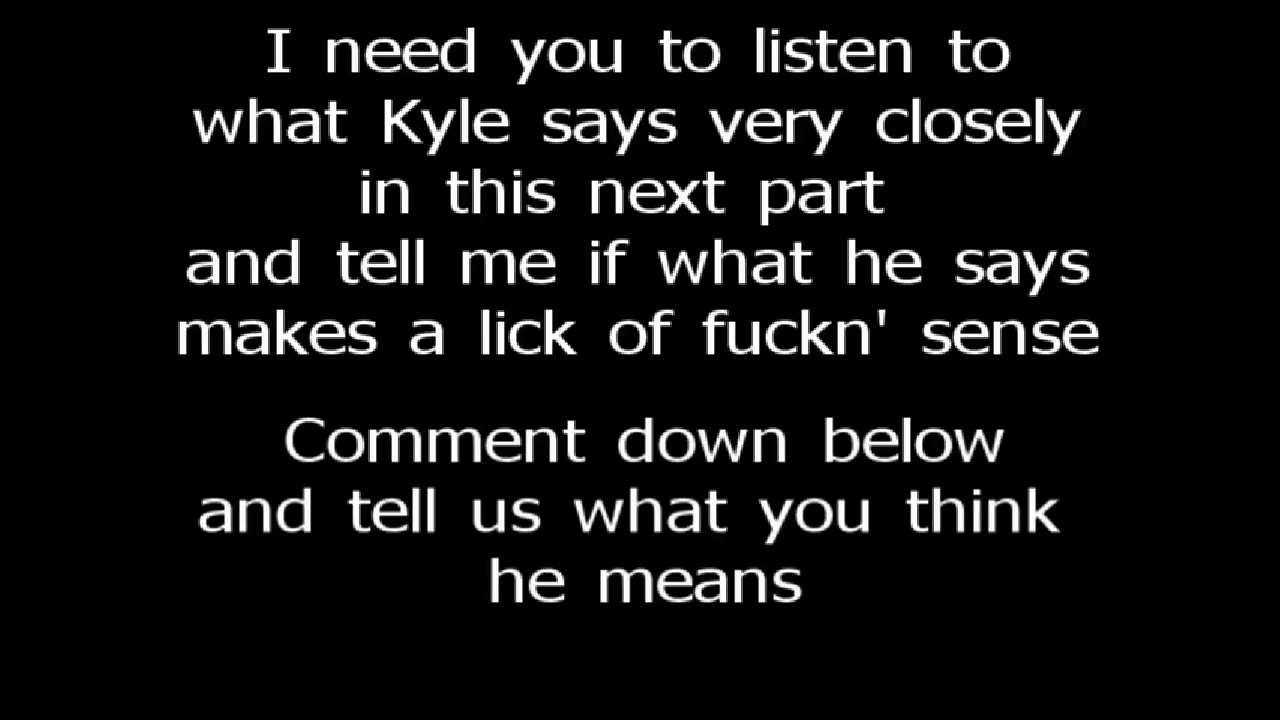 I need you to listen to
what Kyle says very closely
in this next part
and tell me if what he says
makes a lick of fuckn' sense
Comment down below
and tell us what you think
he means